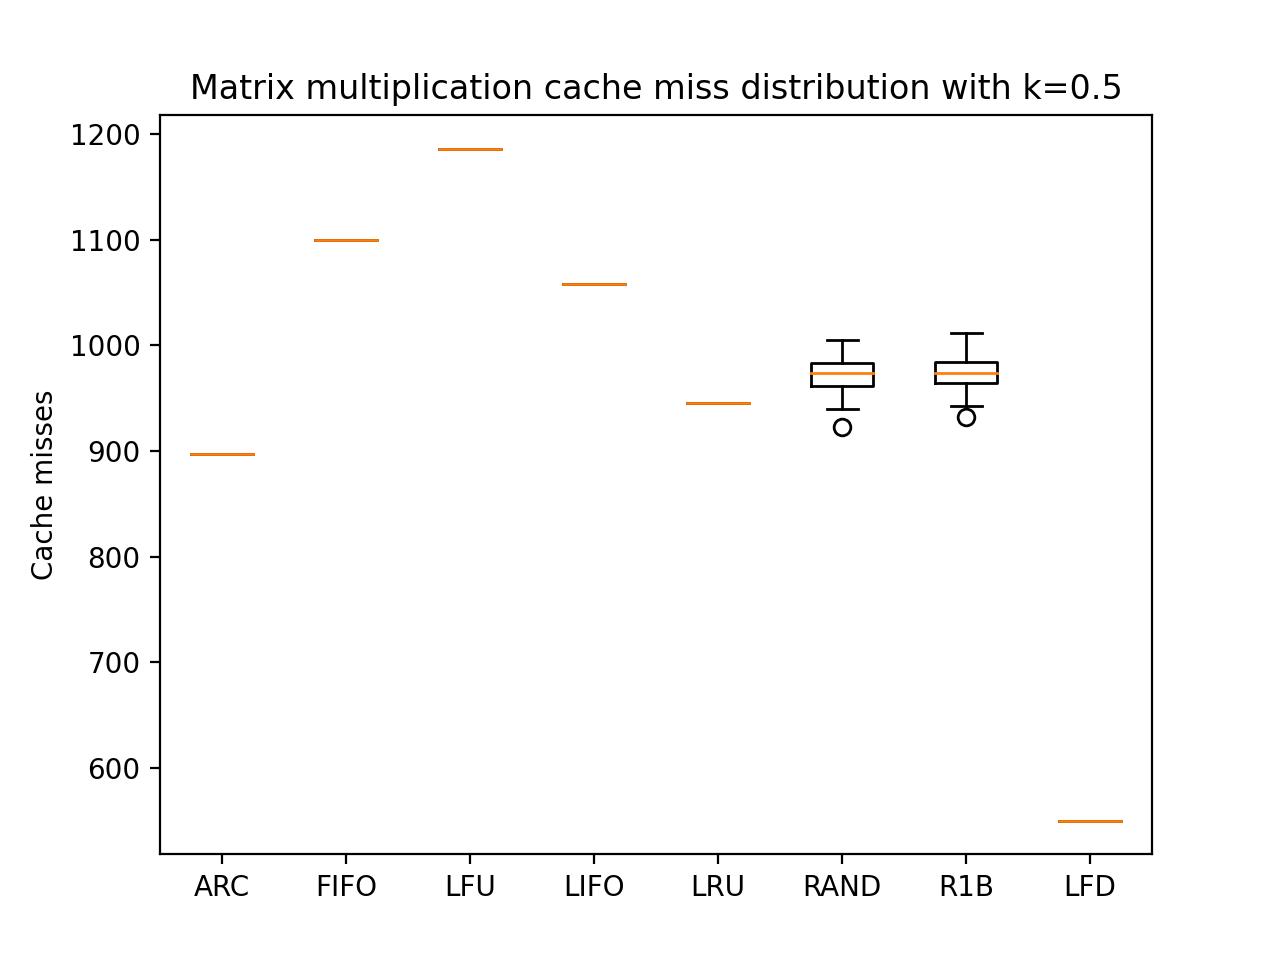 Matrix multiplication cache miss distribution with k=0.5
Cache misses
1200
1100
1000
900
800
700
600
ARC FIFO LFU LIFO LRU RAND R1B LFD